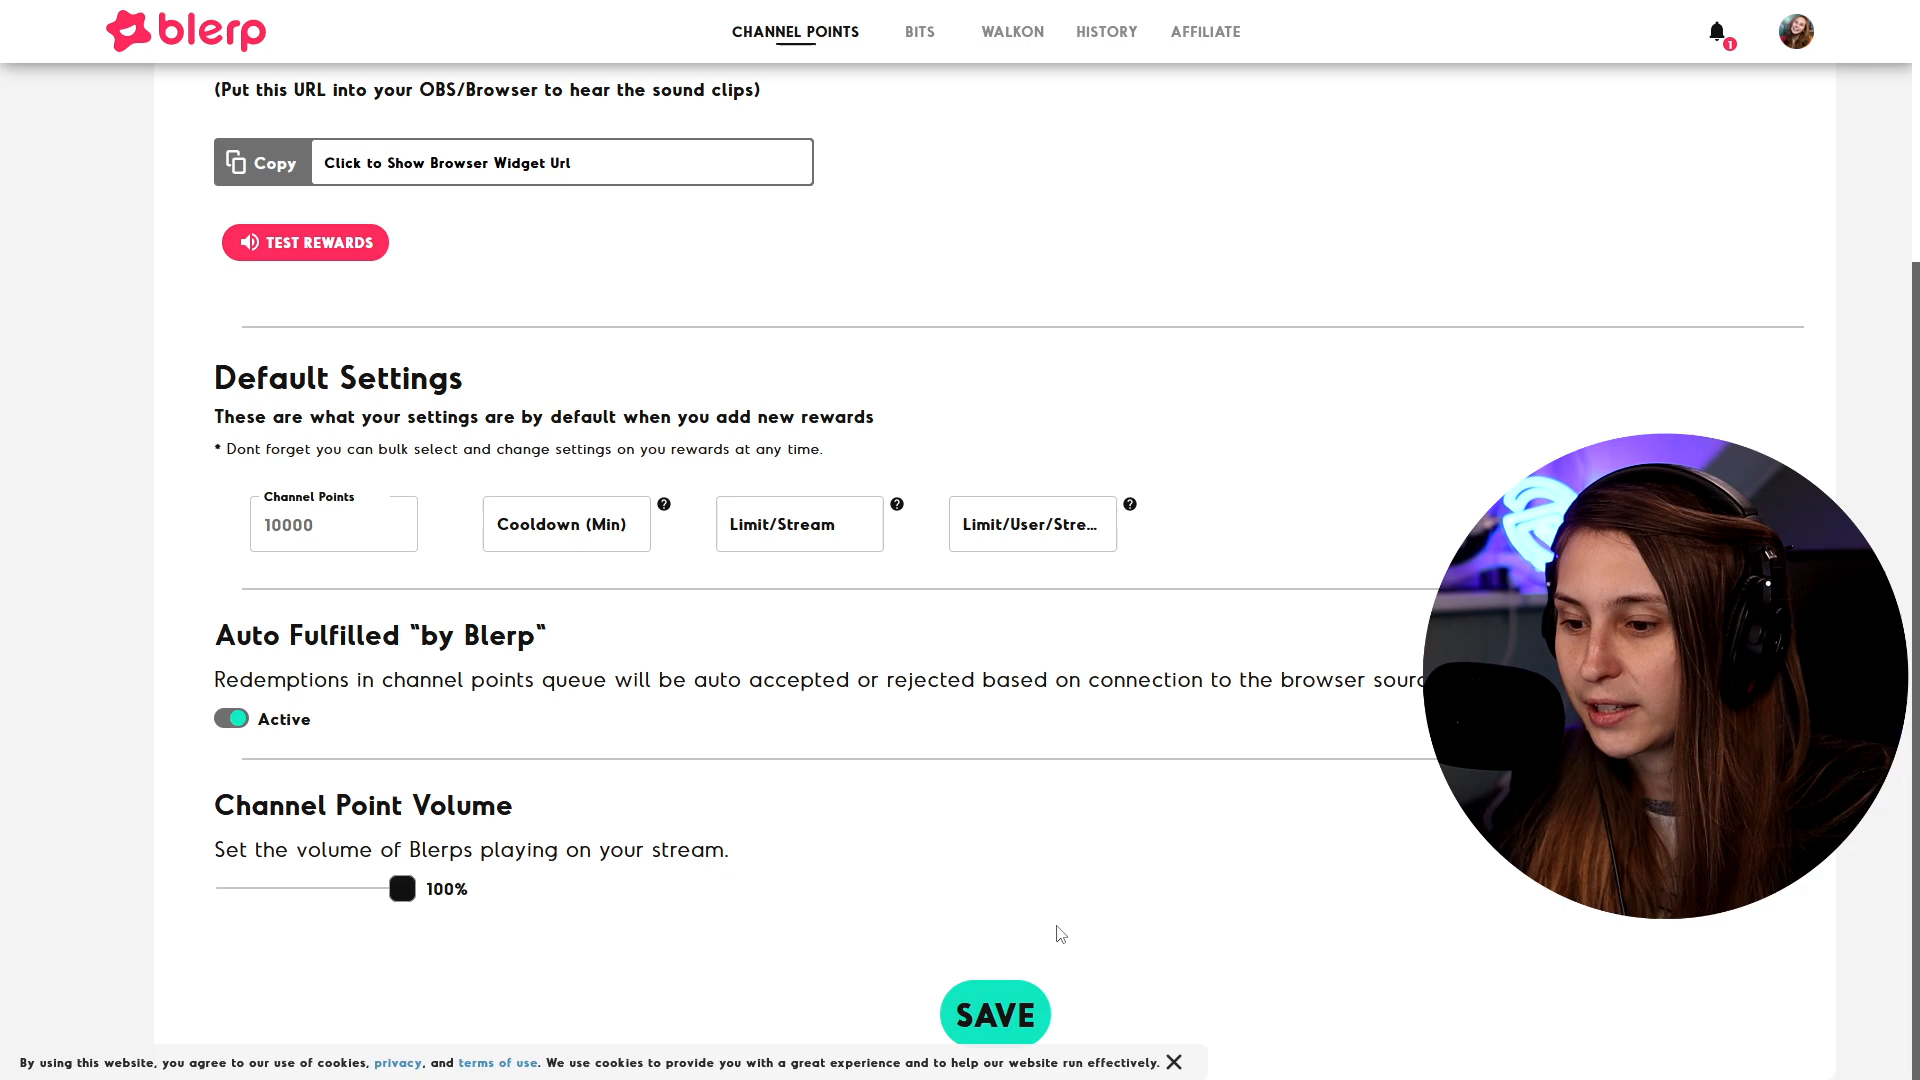 blerp
CHANNEL POINTS
BITS
WALKON
HISTORY
AFFILIATE
1
(Put this URL into your OBS/Browser to hear the sound clips)
Copy
Click to Show Browser Widget Url
TEST REWARDS
Default Settings
These are what your settings are by default when you add new rewards
* Dont forget you can bulk select and change settings on you rewards at any time.
Channel Points
10000
Cooldown (Min)
?
Limit/Stream
?
Limit/User/Stre...
?
Auto Fulfilled "by Blerp"
Redemptions in channel points queue will be auto accepted or rejected based on connection to the browser sourc
Active
Channel Point Volume
Set the volume of Blerps playing on your stream.
100%
SAVE
By using this website, you agree to our use of cookies, privacy, and terms of use. We use cookies to provide you with a great experience and to help our website run effectively.